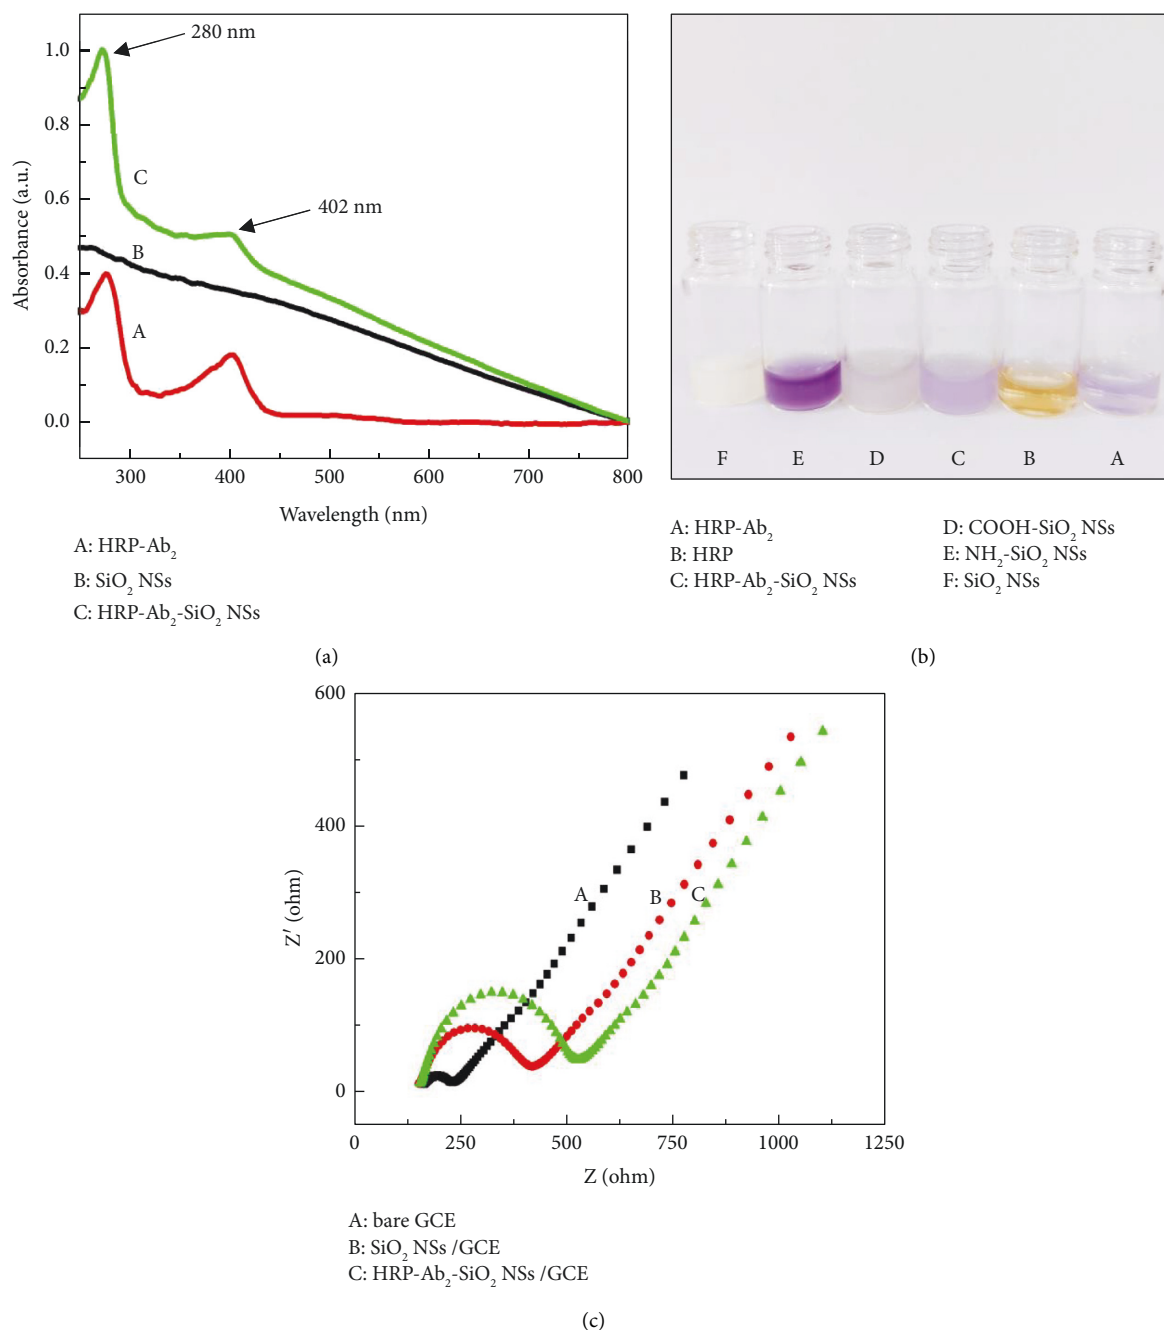 280 nm
1.0
0.8
C
0.6
402 nm
B
0.4
A
0.2
0.0
Absorbance (a.u.)
300 400 500 600 700 800
Wavelength (nm)
A: HRP-Ab₂
B: SiO₂ NSs
C: HRP-Ab₂-SiO₂ NSs
(a)
F E D C B A
A: HRP-Ab₂
B: HRP
C: HRP-Ab₂-SiO₂ NSs
D: COOH-SiO₂ NSs
E: NH₂-SiO₂ NSs
F: SiO₂ NSs
(b)
600
400
A B C
200
0
Z′ (ohm)
0 250 500 750 1000 1250
Z (ohm)
A: bare GCE
B: SiO₂ NSs /GCE
C: HRP-Ab₂-SiO₂ NSs /GCE
(c)